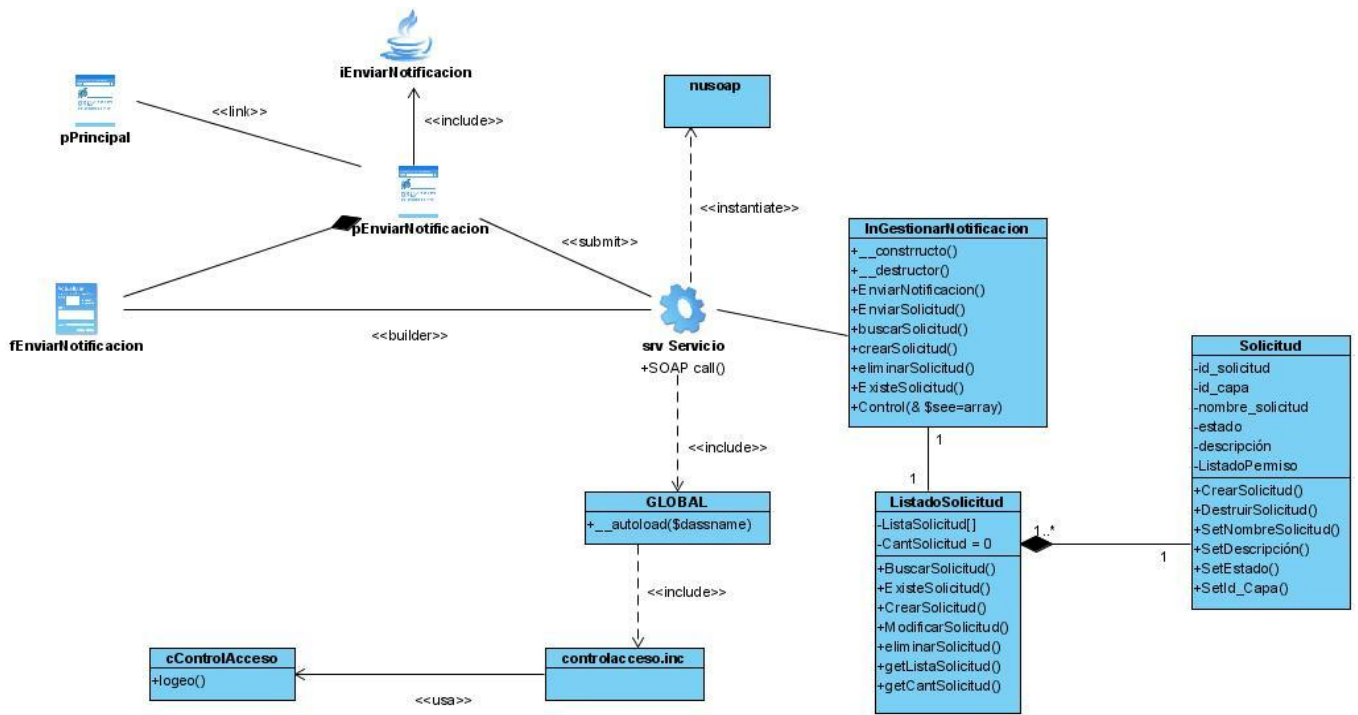 iEnviarNotificacion
pPrincipal
<<link>>
<<include>>
nusoap
pEnviarNotificacion
<<instantiate>>
<<submit>>
fEnviarNotificacion
<<builder>>
srv Servicio
+SOAP call()
InGestionarNotificacion
+__constrructo()
+__destructor()
+EnviarNotificacion()
+EnviarSolicitud()
+buscarSolicitud()
+crearSolicitud()
+eliminarSolicitud()
+ExisteSolicitud()
+Control(& $see=array)
1
1
<<include>>
GLOBAL
+__autoload($dassname)
<<include>>
ListadoSolicitud
-ListaSolicitud[]
-CantSolicitud = 0
+BuscarSolicitud()
+ExisteSolicitud()
+CrearSolicitud()
+ModificarSolicitud()
+eliminarSolicitud()
+getListaSolicitud()
+getCantSolicitud()
1..*
1
Solicitud
-id_solicitud
-id_capa
-nombre_solicitud
-estado
-descripción
-ListadoPermiso
+CrearSolicitud()
+DestruirSolicitud()
+SetNombreSolicitud()
+SetDescripción()
+SetEstado()
+SetId_Capa()
cControlAcceso
+logeo()
<<usa>>
controlacceso.inc